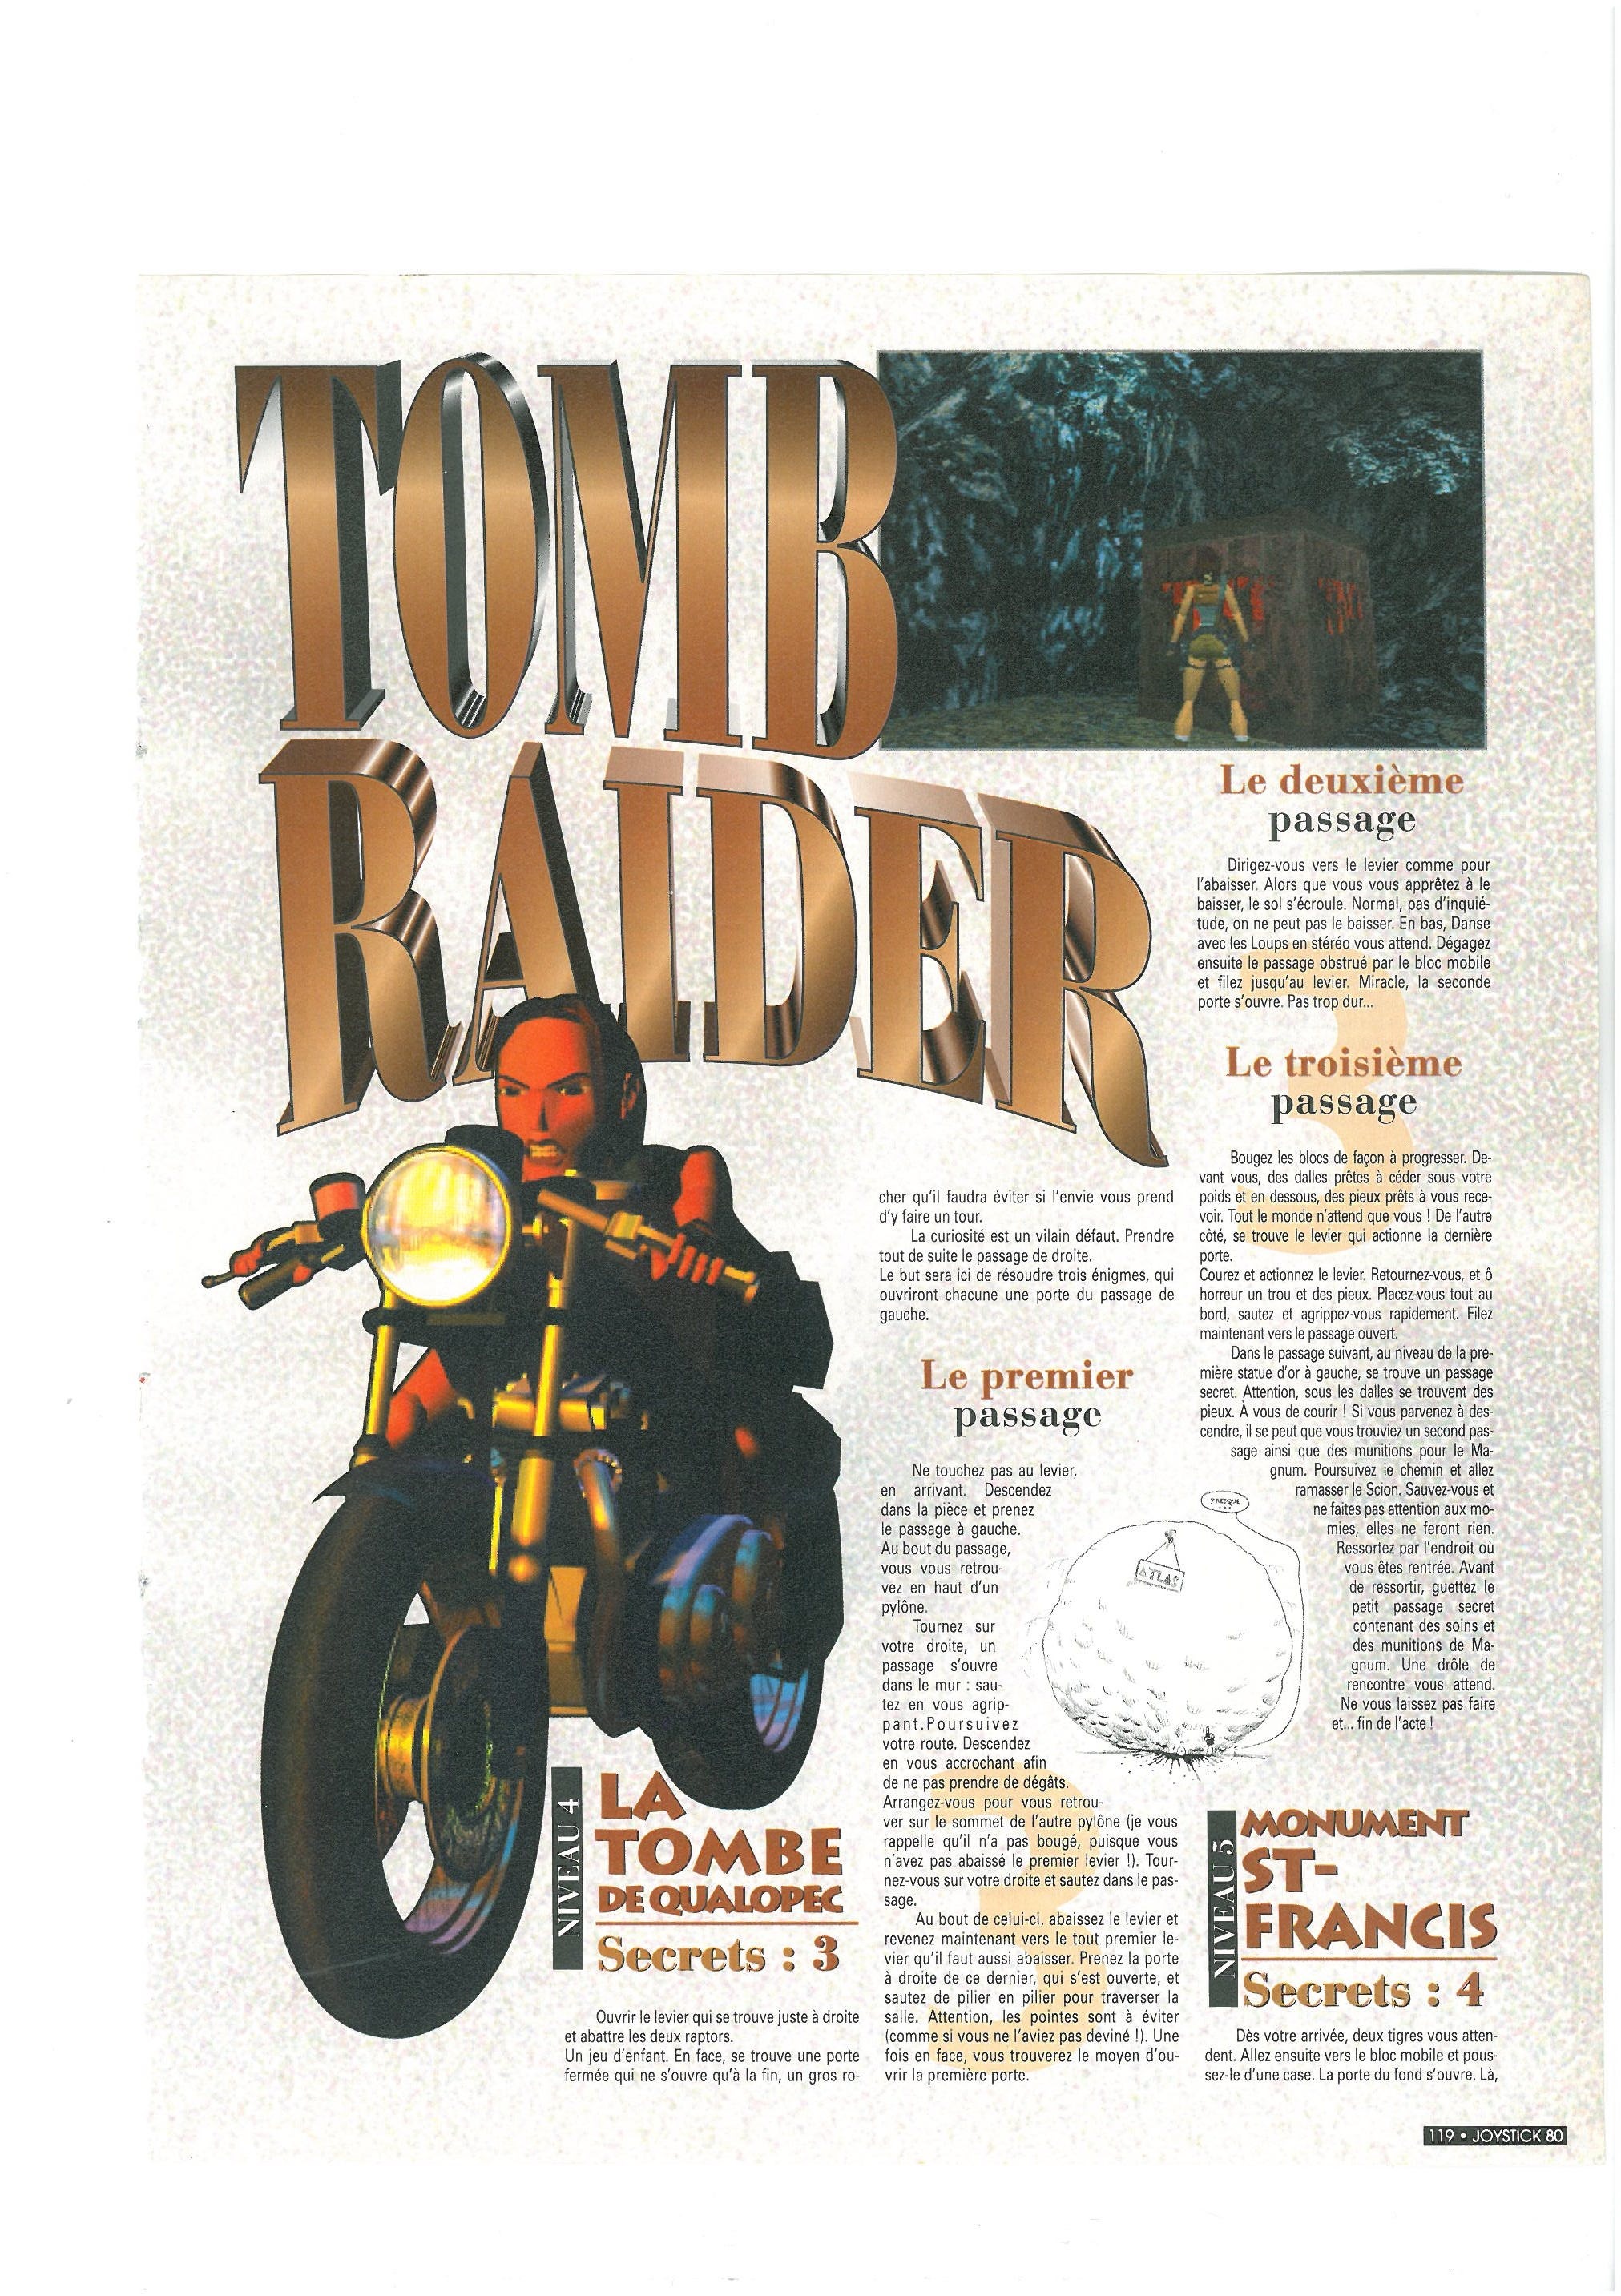 TOMB
RAIDER
NIVEAU 4
LA
TOMBE
DE QUALOPEC
Secrets : 3
Ouvrir le levier qui se trouve juste à droite
et abattre les deux raptors.
Un jeu d'enfant. En face, se trouve une porte
fermée qui ne s'ouvre qu'à la fin, un gros ro-
cher qu'il faudra éviter si l'envie vous prend
d'y faire un tour.
La curiosité est un vilain défaut. Prendre
tout de suite le passage de droite.
Le but sera ici de résoudre trois énigmes, qui
ouvriront chacune une porte du passage de
gauche.
Le premier
passage
Ne touchez pas au levier,
en arrivant. Descendez
dans la pièce et prenez
le passage à gauche.
Au bout du passage,
vous vous retrou-
vez en haut d'un
pylône.
Tournez sur
votre droite, un
passage s'ouvre
dans le mur : sau-
tez en vous agrip-
pant.Poursuivez
votre route. Descendez
en vous accrochant afin
de ne pas prendre de dégâts.
Arrangez-vous pour vous retrou-
ver sur le sommet de l'autre pylône (je vous
rappelle qu'il n'a pas bougé, puisque vous
n'avez pas abaissé le premier levier !). Tour-
nez-vous sur votre droite et sautez dans le pas-
sage.
Au bout de celui-ci, abaissez le levier et
revenez maintenant vers le tout premier le-
vier qu'il faut aussi abaisser. Prenez la porte
à droite de ce dernier, qui s'est ouverte, et
sautez de pilier en pilier pour traverser la
salle. Attention, les pointes sont à éviter
(comme si vous ne l'aviez pas deviné !). Une
fois en face, vous trouverez le moyen d'ou-
vrir la première porte.
Le deuxième
passage
Dirigez-vous vers le levier comme pour
l'abaisser. Alors que vous vous apprêtez à le
baisser, le sol s'écroule. Normal, pas d'inquié-
tude, on ne peut pas le baisser. En bas, Danse
avec les Loups en stéréo vous attend. Dégagez
ensuite le passage obstrué par le bloc mobile
et filez jusqu'au levier. Miracle, la seconde
porte s'ouvre. Pas trop dur...
Le troisième
passage
Bougez les blocs de façon à progresser. De-
vant vous, des dalles prêtes à céder sous votre
poids et en dessous, des pieux prêts à vous rece-
voir. Tout le monde n'attend que vous ! De l'autre
côté, se trouve le levier qui actionne la dernière
porte.
Courez et actionnez le levier. Retournez-vous, et ô
horreur un trou et des pieux. Placez-vous tout au
bord, sautez et agrippez-vous rapidement. Filez
maintenant vers le passage ouvert.
Dans le passage suivant, au niveau de la pre-
mière statue d'or à gauche, se trouve un passage
secret. Attention, sous les dalles se trouvent des
pieux. À vous de courir ! Si vous parvenez à des-
cendre, il se peut que vous trouviez un second pas-
sage ainsi que des munitions pour le Ma-
gnum. Poursuivez le chemin et allez
ramasser le Scion. Sauvez-vous et
ne faites pas attention aux mo-
mies, elles ne feront rien.
Ressortez par l'endroit où
vous êtes rentrée. Avant
de ressortir, guettez le
petit passage secret
contenant des soins et
des munitions de Ma-
gnum. Une drôle de
rencontre vous attend.
Ne vous laissez pas faire
et... fin de l'acte !
PRESQUE
...
ATLAS
NIVEAU 5
MONUMENT
ST-
FRANCIS
Secrets : 4
Dès votre arrivée, deux tigres vous atten-
dent. Allez ensuite vers le bloc mobile et pous-
sez-le d'une case. La porte du fond s'ouvre. Là,
119 • JOYSTICK 80